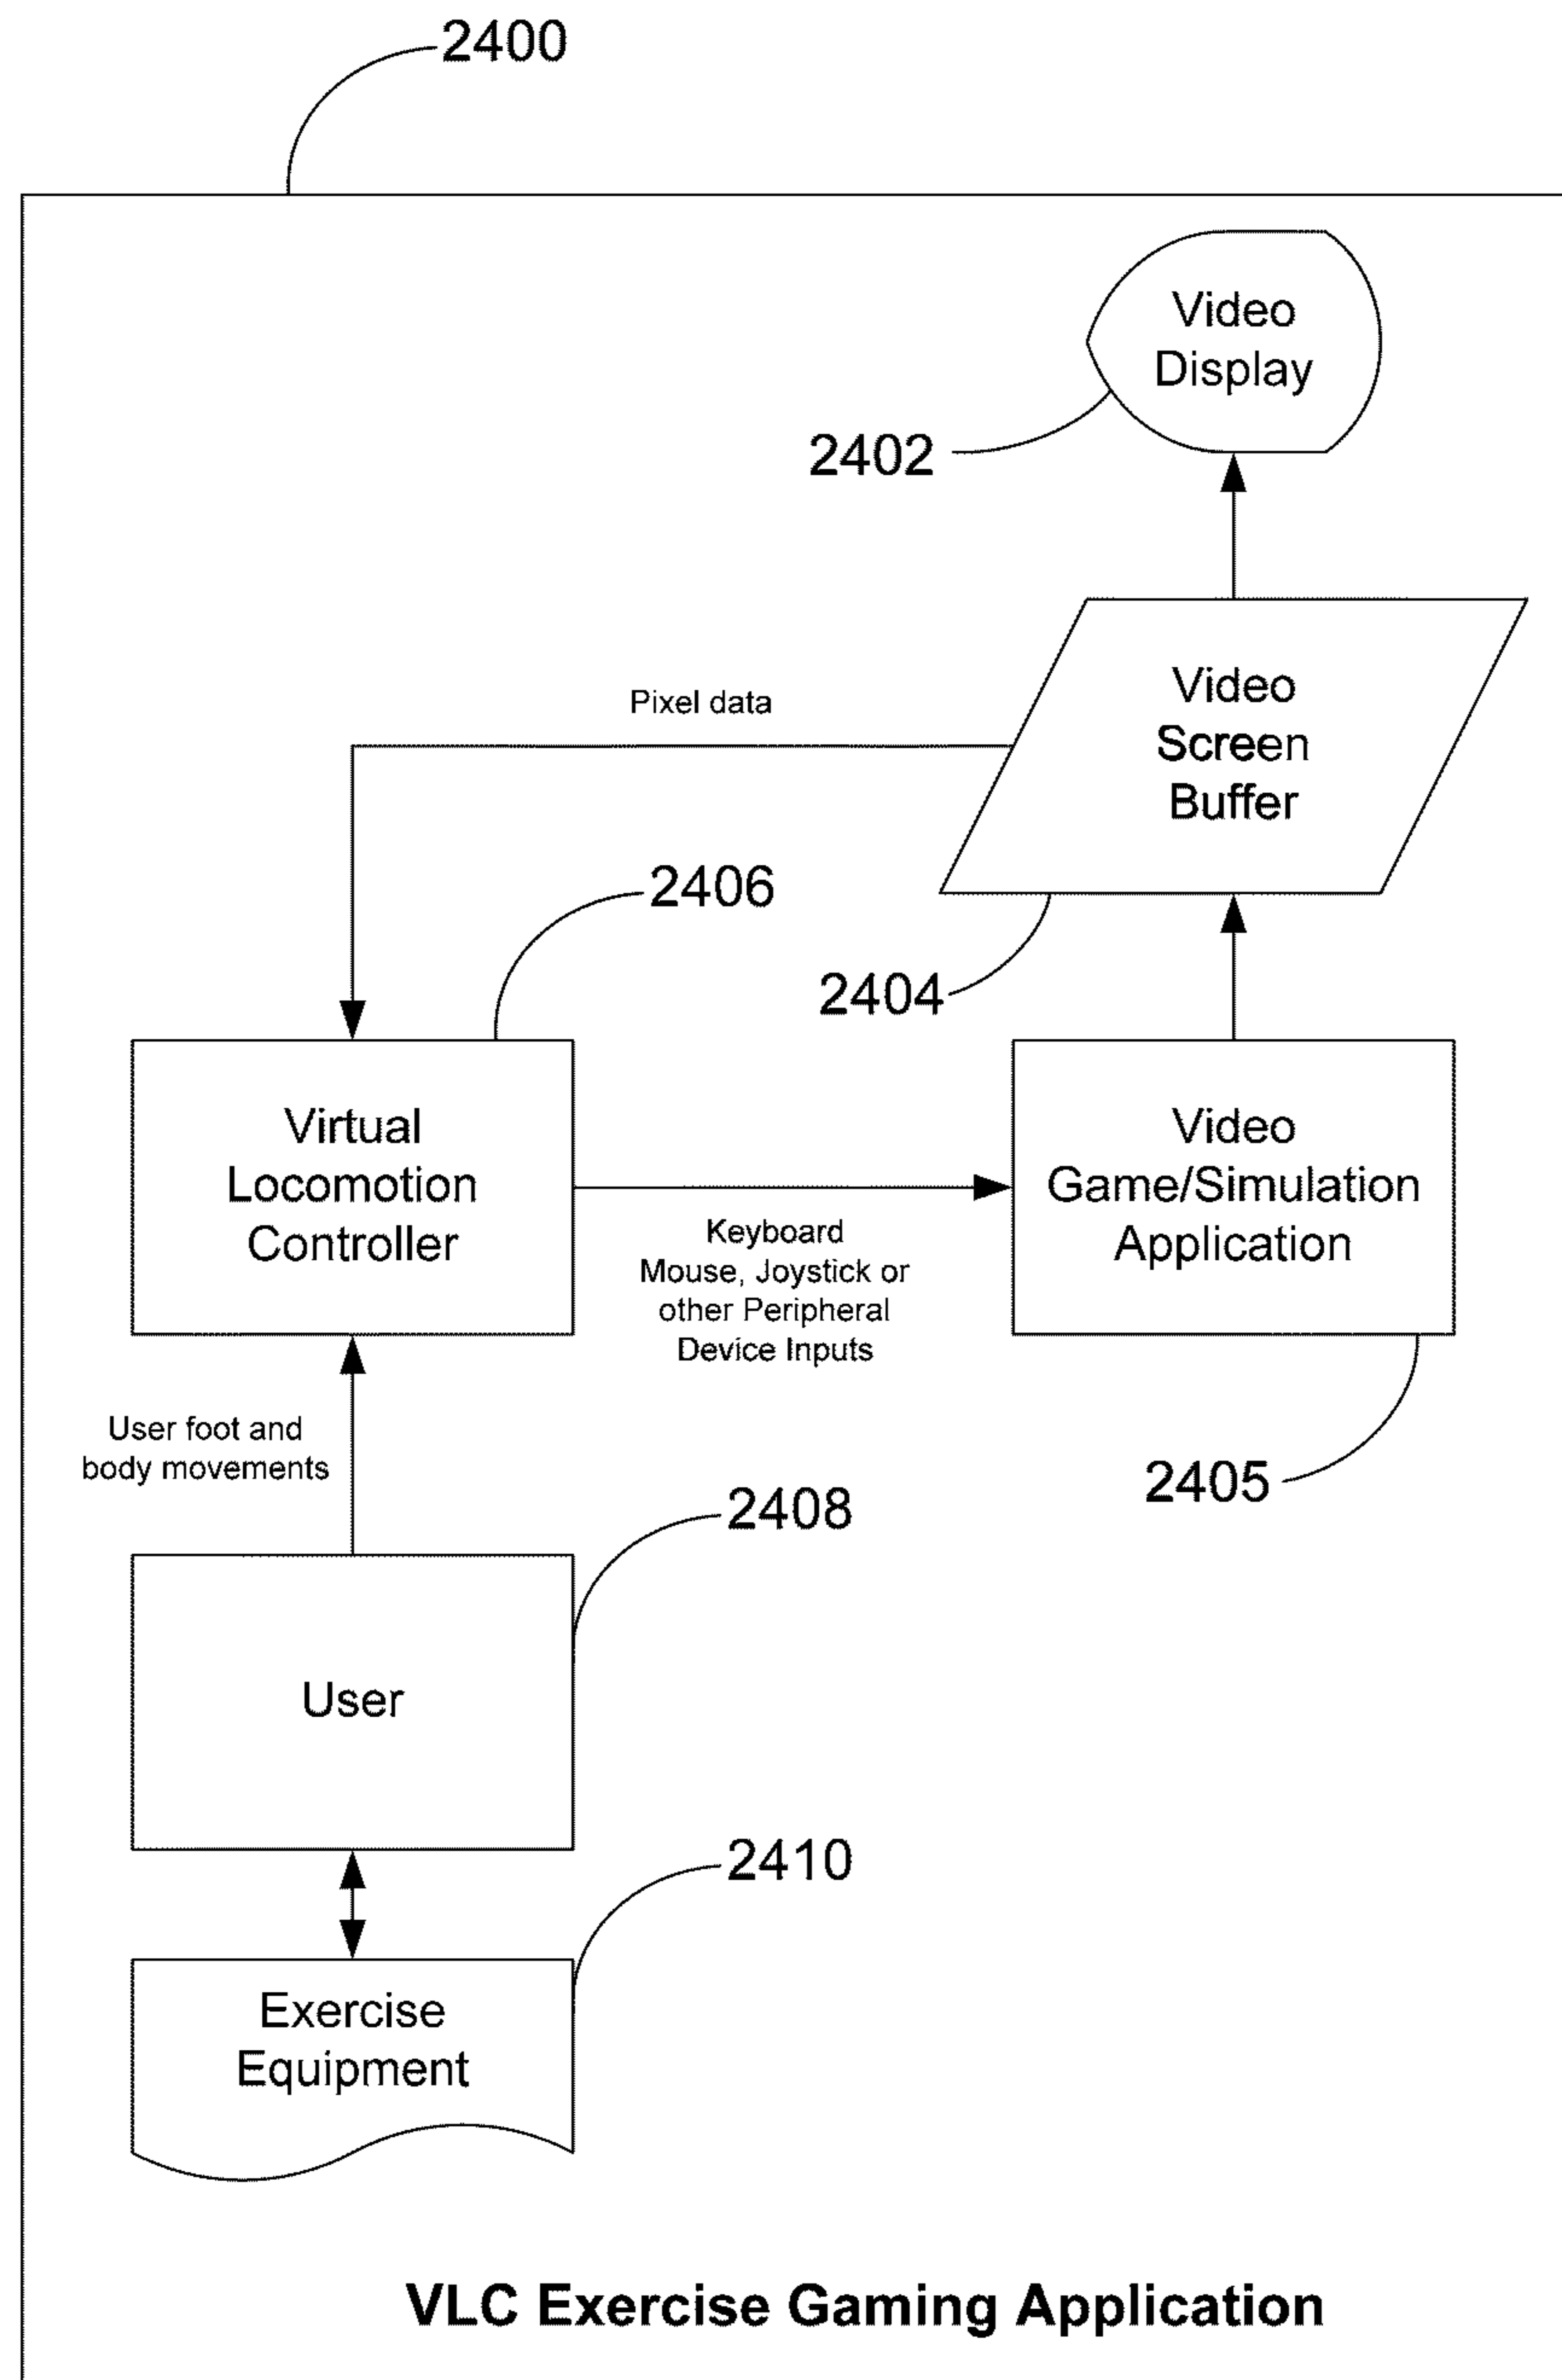 2400
Video
Display
2402
Pixel data
Video
Screen
Buffer
2406
2404
Virtual
Locomotion
Controller
Keyboard
Mouse, Joystick or
other Peripheral
Device Inputs
Video
Game/Simulation
Application
User foot and
body movements
2405
2408
User
2410
Exercise
Equipment
VLC Exercise Gaming Application